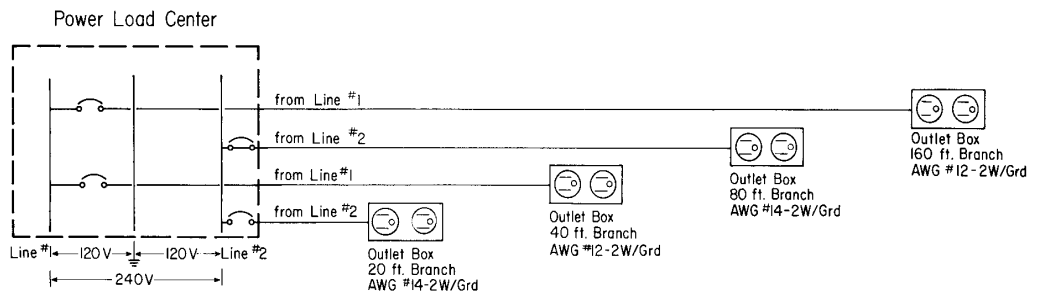 Power Load Center
from Line #1
from Line #2
from Line #1
from Line #2
Outlet Box
160 ft. Branch
AWG #12-2W/Grd
Outlet Box
80 ft. Branch
AWG #14-2W/Grd
Outlet Box
40 ft. Branch
AWG #12-2W/Grd
Outlet Box
20 ft. Branch
AWG #14-2W/Grd
Line #1 120V 120V Line #2
240V